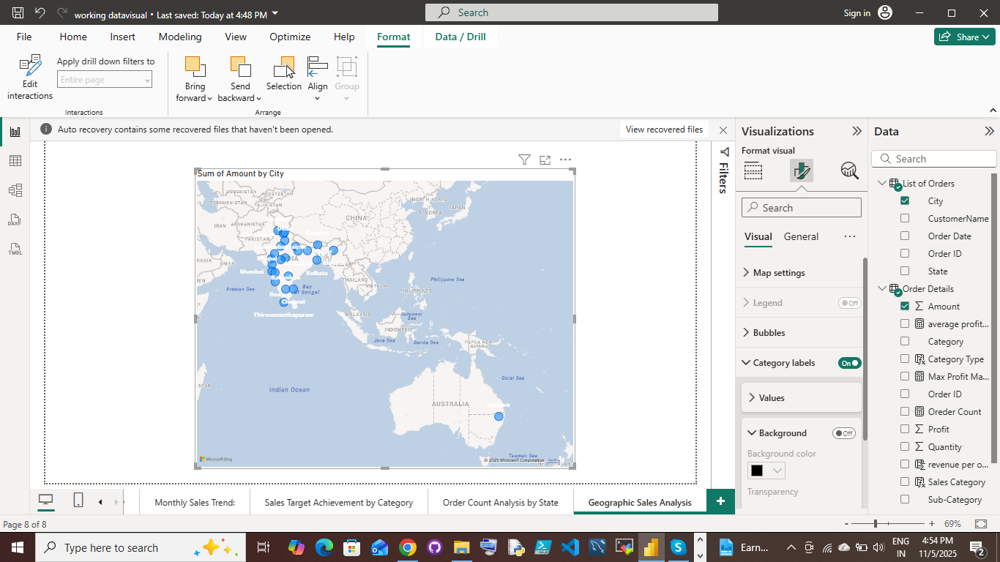 working datavisual • Last saved: Today at 4:48 PM
Search
Sign in
File
Home
Insert
Modeling
View
Optimize
Help
Format
Data / Drill
Share
Edit interactions
Apply drill down filters to
Entire page
Bring forward
Send backward
Selection
Align
Group
Interactions
Arrange
Auto recovery contains some recovered files that haven't been opened.
View recovered files
DAX
TMDL
Sum of Amount by City
UZBEKISTAN
KYRGYZSTAN
TURKMENISTAN
TAJIKISTAN
NORTH KOREA
JAPAN
S. KOREA
CHINA
IRAN
AFGHANISTAN
PAKISTAN
OMAN
Mumbai
Kolkata
Arabian Sea
Bay
of Bengal
Chennai
Thiruvananthapuram
THAILAND
VIETNAM
Philippine Sea
PHILIPPINES
MALAYSIA
Sulawesi Sea
INDONESIA
Java Sea
Banda Sea
PAPUA NEW GUINEA
Coral Sea
Indian Ocean
AUSTRALIA
Kashmir
Tasman Sea
Microsoft Bing
© 2025 Microsoft Corporation Terms
Filters
Visualizations
Format visual
Search
Visual
General
Map settings
Legend
Off
Bubbles
Category labels
On
Values
Background
Off
Background color
Transparency
Data
Search
List of Orders
City
CustomerName
Order Date
Order ID
State
Order Details
Amount
average profit...
Category
Category Type
Max Profit Ma...
Order ID
Oreder Count
Profit
Quantity
revenue per o...
Sales Category
Sub-Category
Monthly Sales Trend:
Sales Target Achievement by Category
Order Count Analysis by State
Geographic Sales Analysis
Page 8 of 8
69%
Type here to search
Earn...
ENG
IN
4:54 PM
11/5/2025
2